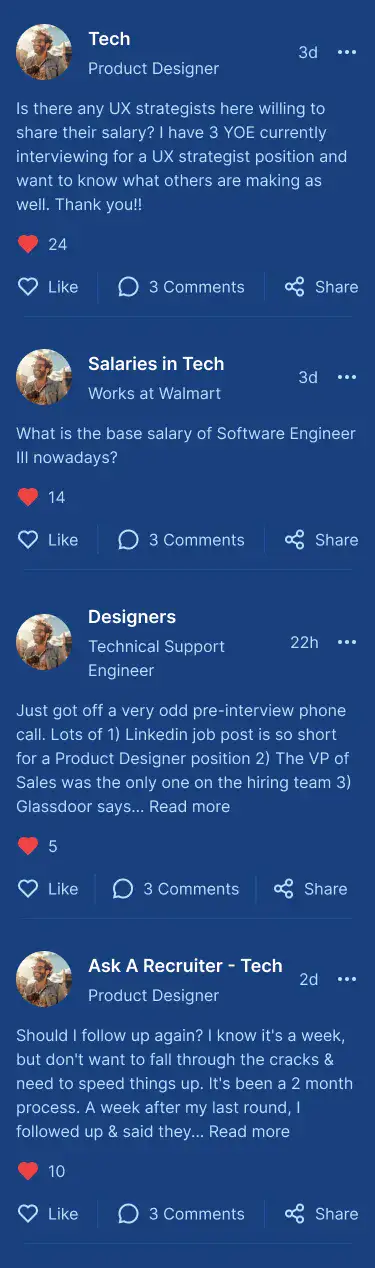 Tech
3d
Product Designer
Is there any UX strategists here willing to
share their salary? I have 3 YOE currently
interviewing for a UX strategist position and
want to know what others are making as
well. Thank you!!
24
Like
3 Comments
Share
Salaries in Tech
3d
Works at Walmart
What is the base salary of Software Engineer
III nowadays?
14
Like
3 Comments
Share
Designers
22h
Technical Support
Engineer
Just got off a very odd pre-interview phone
call. Lots of 1) Linkedin job post is so short
for a Product Designer position 2) The VP of
Sales was the only one on the hiring team 3)
Glassdoor says... Read more
5
Like
3 Comments
Share
Ask A Recruiter - Tech
2d
Product Designer
Should I follow up again? I know it's a week,
but don't want to fall through the cracks &
need to speed things up. It's been a 2 month
process. A week after my last round, I
followed up & said they... Read more
10
Like
3 Comments
Share